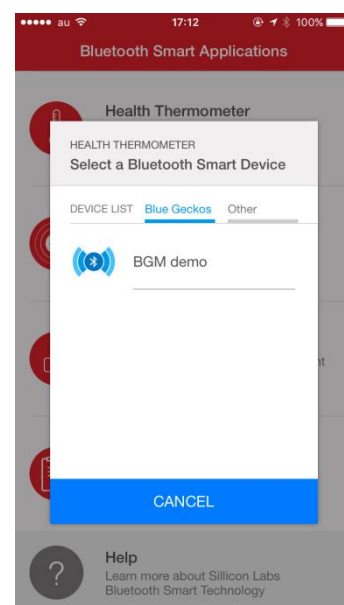 au 17:12 100%
Bluetooth Smart Applications
Health Thermometer
HEALTH THERMOMETER
Select a Bluetooth Smart Device
DEVICE LIST Blue Geckos Other
BGM demo
nt
CANCEL
?
Help
Learn more about Sillicon Labs
Bluetooth Smart Technology